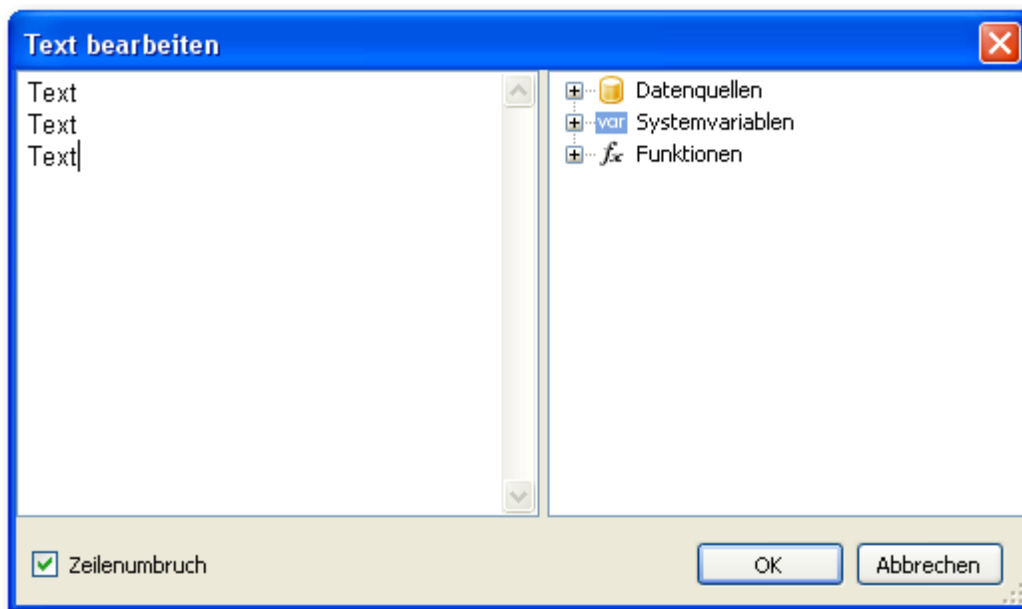 Text bearbeiten
Text
Text
Text
Datenquellen
var Systemvariablen
fx Funktionen
Zeilenumbruch
OK
Abbrechen